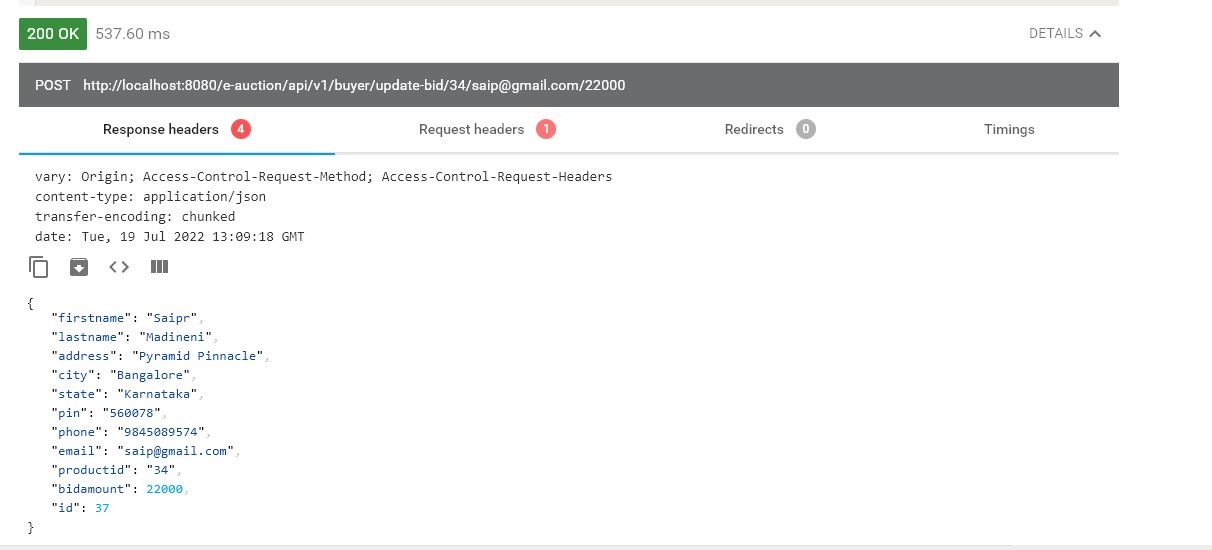 200 OK 537.60 ms DETAILS
POST http://localhost:8080/e-auction/api/v1/buyer/update-bid/34/saip@gmail.com/22000
Response headers 4 Request headers 1 Redirects 0 Timings
vary: Origin; Access-Control-Request-Method; Access-Control-Request-Headers
content-type: application/json
transfer-encoding: chunked
date: Tue, 19 Jul 2022 13:09:18 GMT
{
"firstname": "Saipr",
"lastname": "Madineni",
"address": "Pyramid Pinnacle",
"city": "Bangalore",
"state": "Karnataka",
"pin": "560078",
"phone": "9845089574",
"email": "saip@gmail.com",
"productid": "34",
"bidamount": 22000,
"id": 37
}